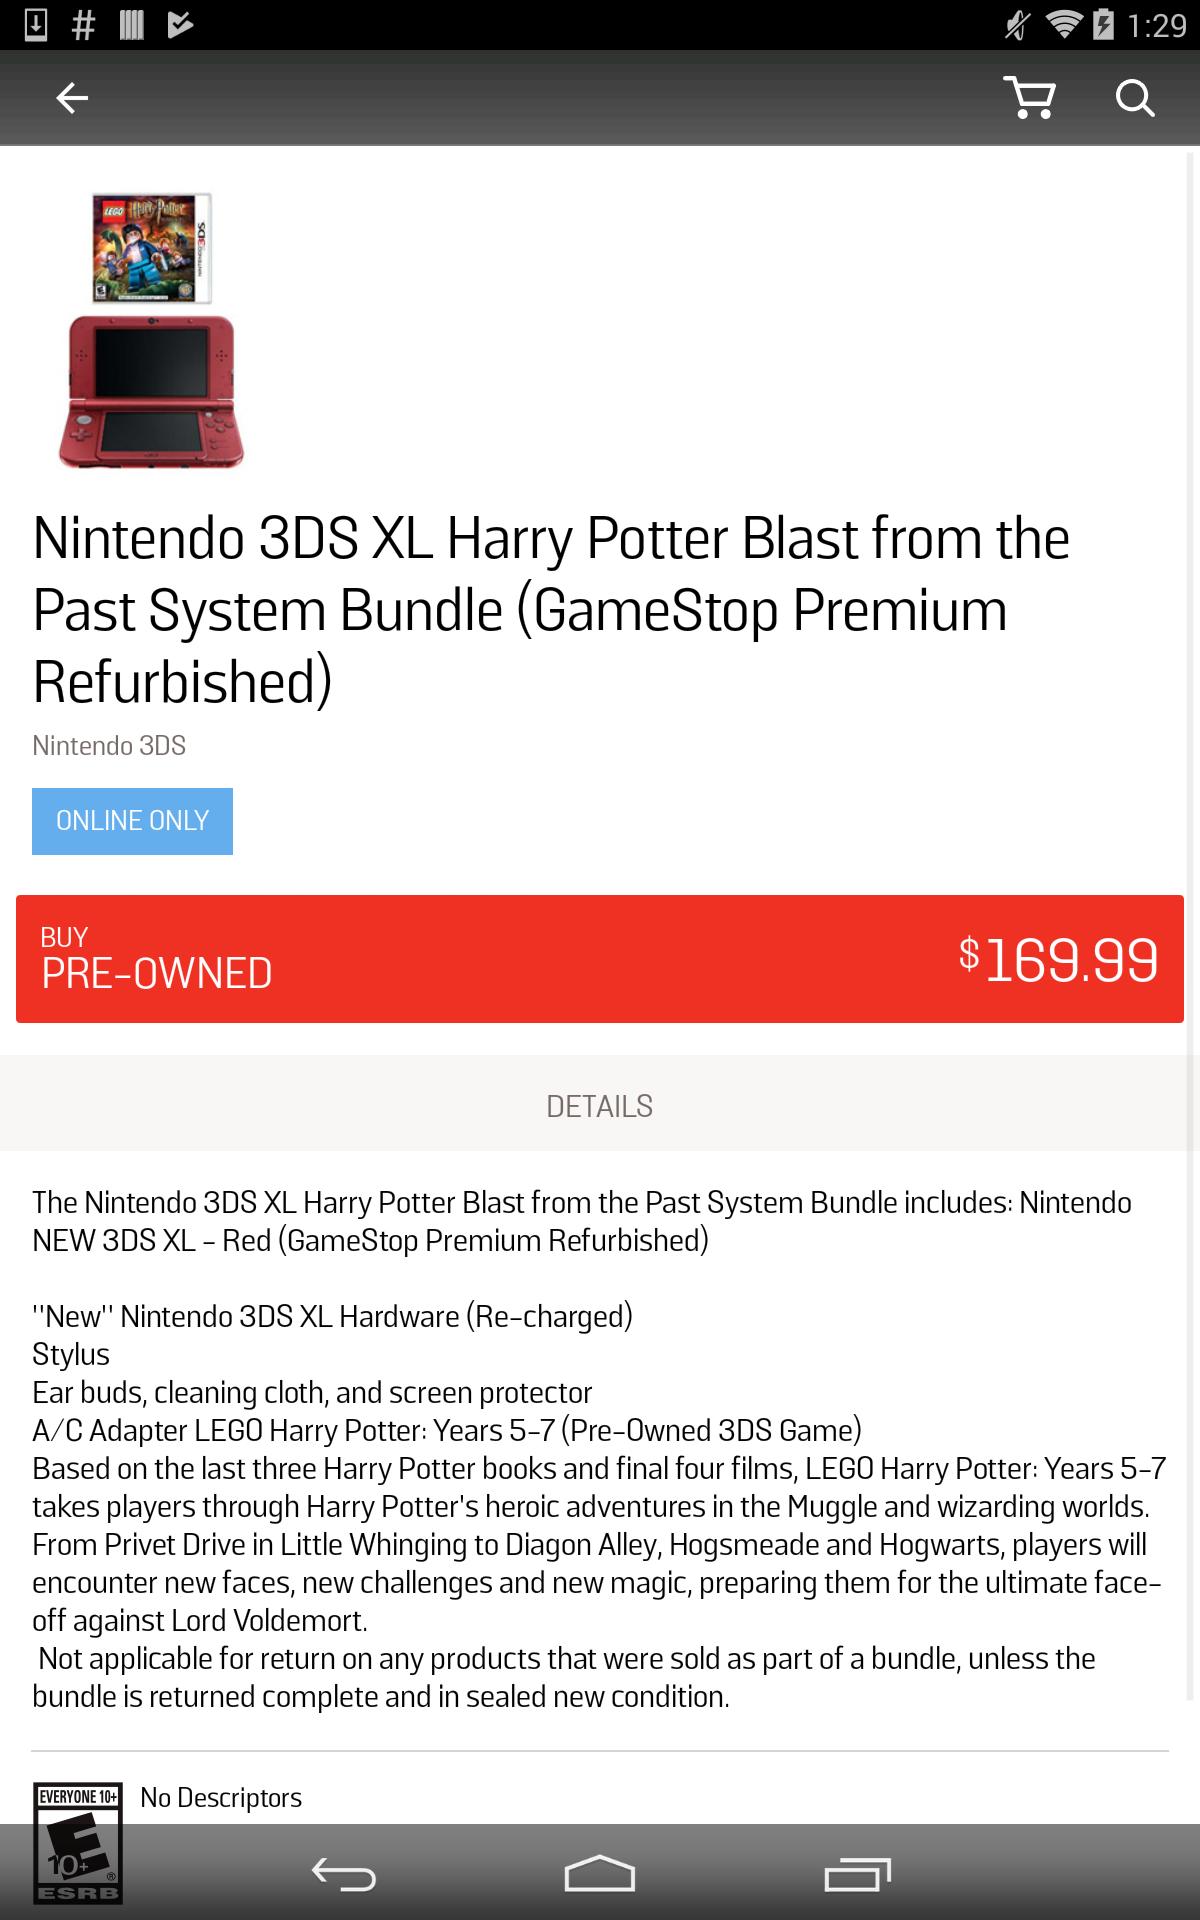 1:29
LEGO Harry Potter
NINTENDO 3DS
Nintendo 3DS XL Harry Potter Blast from the
Past System Bundle (GameStop Premium
Refurbished)
Nintendo 3DS
ONLINE ONLY
BUY
PRE-OWNED
$169.99
DETAILS
The Nintendo 3DS XL Harry Potter Blast from the Past System Bundle includes: Nintendo
NEW 3DS XL - Red (GameStop Premium Refurbished)
"New" Nintendo 3DS XL Hardware (Re-charged)
Stylus
Ear buds, cleaning cloth, and screen protector
A/C Adapter LEGO Harry Potter: Years 5-7 (Pre-Owned 3DS Game)
Based on the last three Harry Potter books and final four films, LEGO Harry Potter: Years 5-7
takes players through Harry Potter's heroic adventures in the Muggle and wizarding worlds.
From Privet Drive in Little Whinging to Diagon Alley, Hogsmeade and Hogwarts, players will
encounter new faces, new challenges and new magic, preparing them for the ultimate face-
off against Lord Voldemort.
Not applicable for return on any products that were sold as part of a bundle, unless the
bundle is returned complete and in sealed new condition.
EVERYONE 10+
No Descriptors
E
10+
®
ESRB